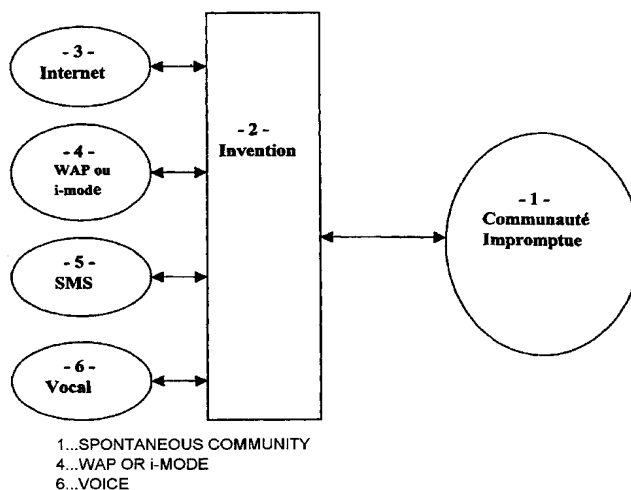 - 3 -
Internet
- 4 -
WAP ou
i-mode
- 5 -
SMS
- 6 -
Vocal
- 2 -
Invention
- 1 -
Communauté
Impromptue
1...SPONTANEOUS COMMUNITY
4...WAP OR i-MODE
6...VOICE